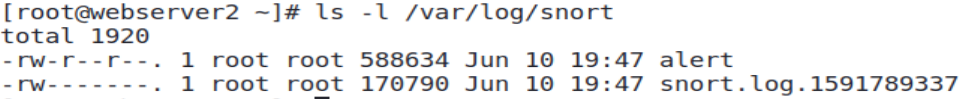 [root@webserver2 ~]# ls -l /var/log/snort
total 1920
-rw-r--r--. 1 root root 588634 Jun 10 19:47 alert
-rw-------. 1 root root 170790 Jun 10 19:47 snort.log.1591789337